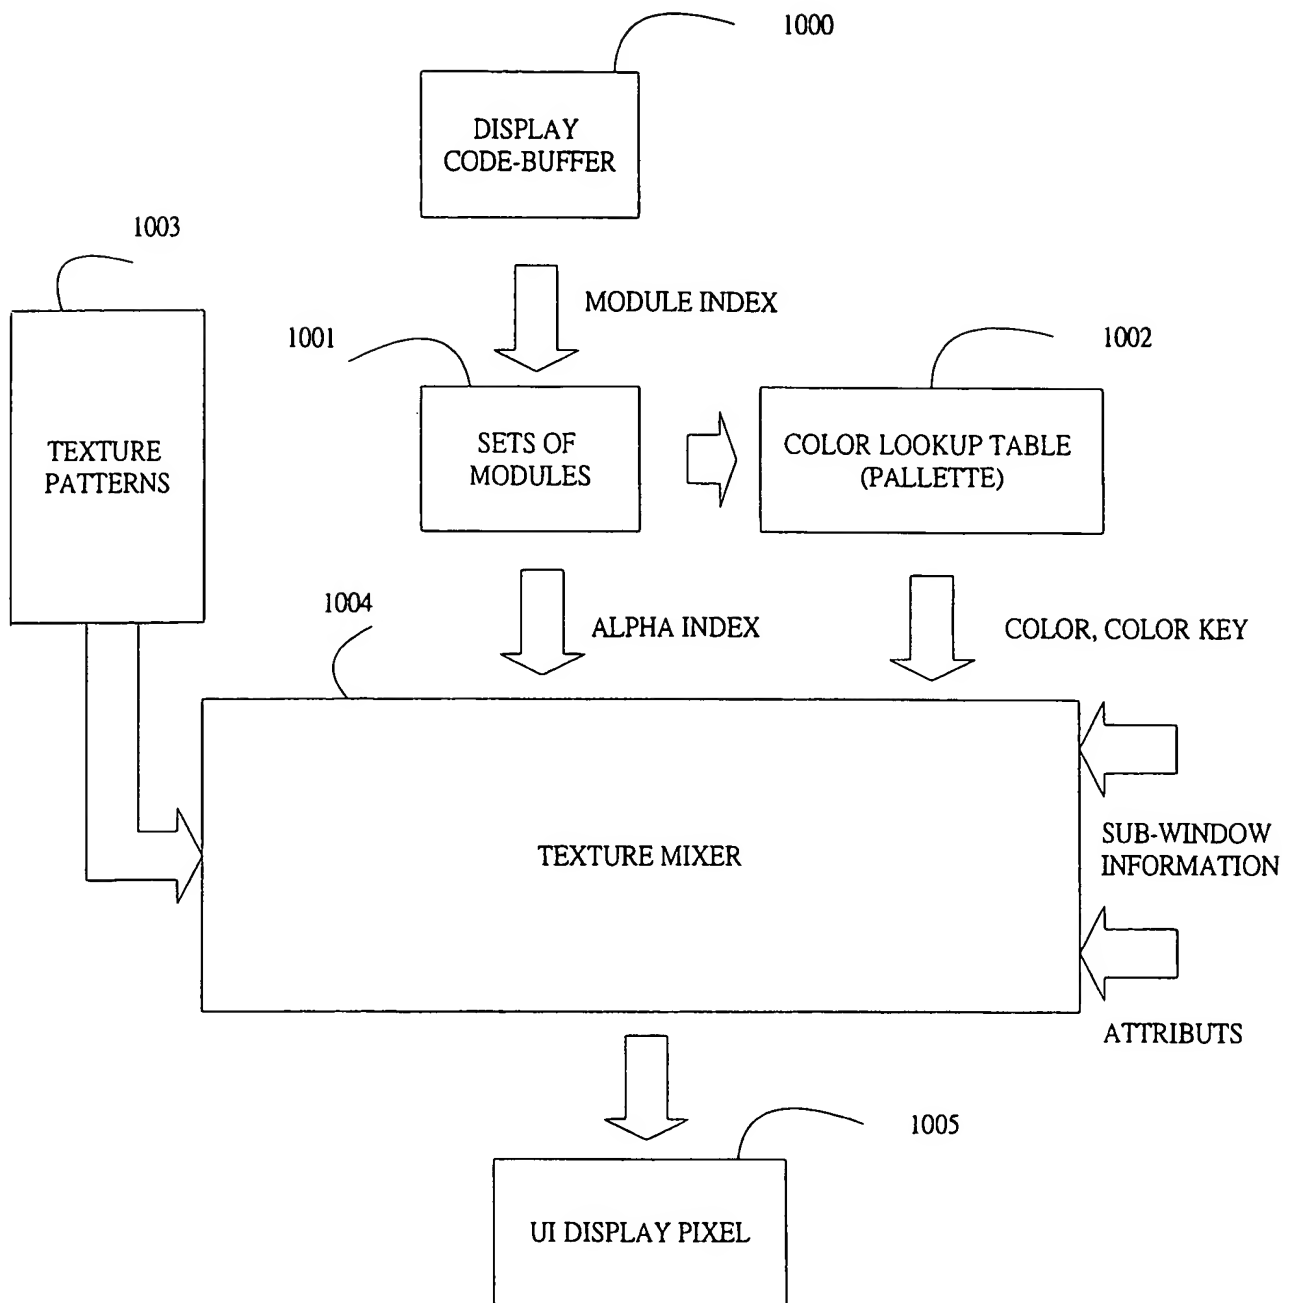 1000
DISPLAY
CODE-BUFFER
1003
MODULE INDEX
1001
1002
TEXTURE
PATTERNS
SETS OF
MODULES
COLOR LOOKUP TABLE
(PALLETTE)
1004
ALPHA INDEX
COLOR, COLOR KEY
TEXTURE MIXER
SUB-WINDOW
INFORMATION
ATTRIBUTS
1005
UI DISPLAY PIXEL